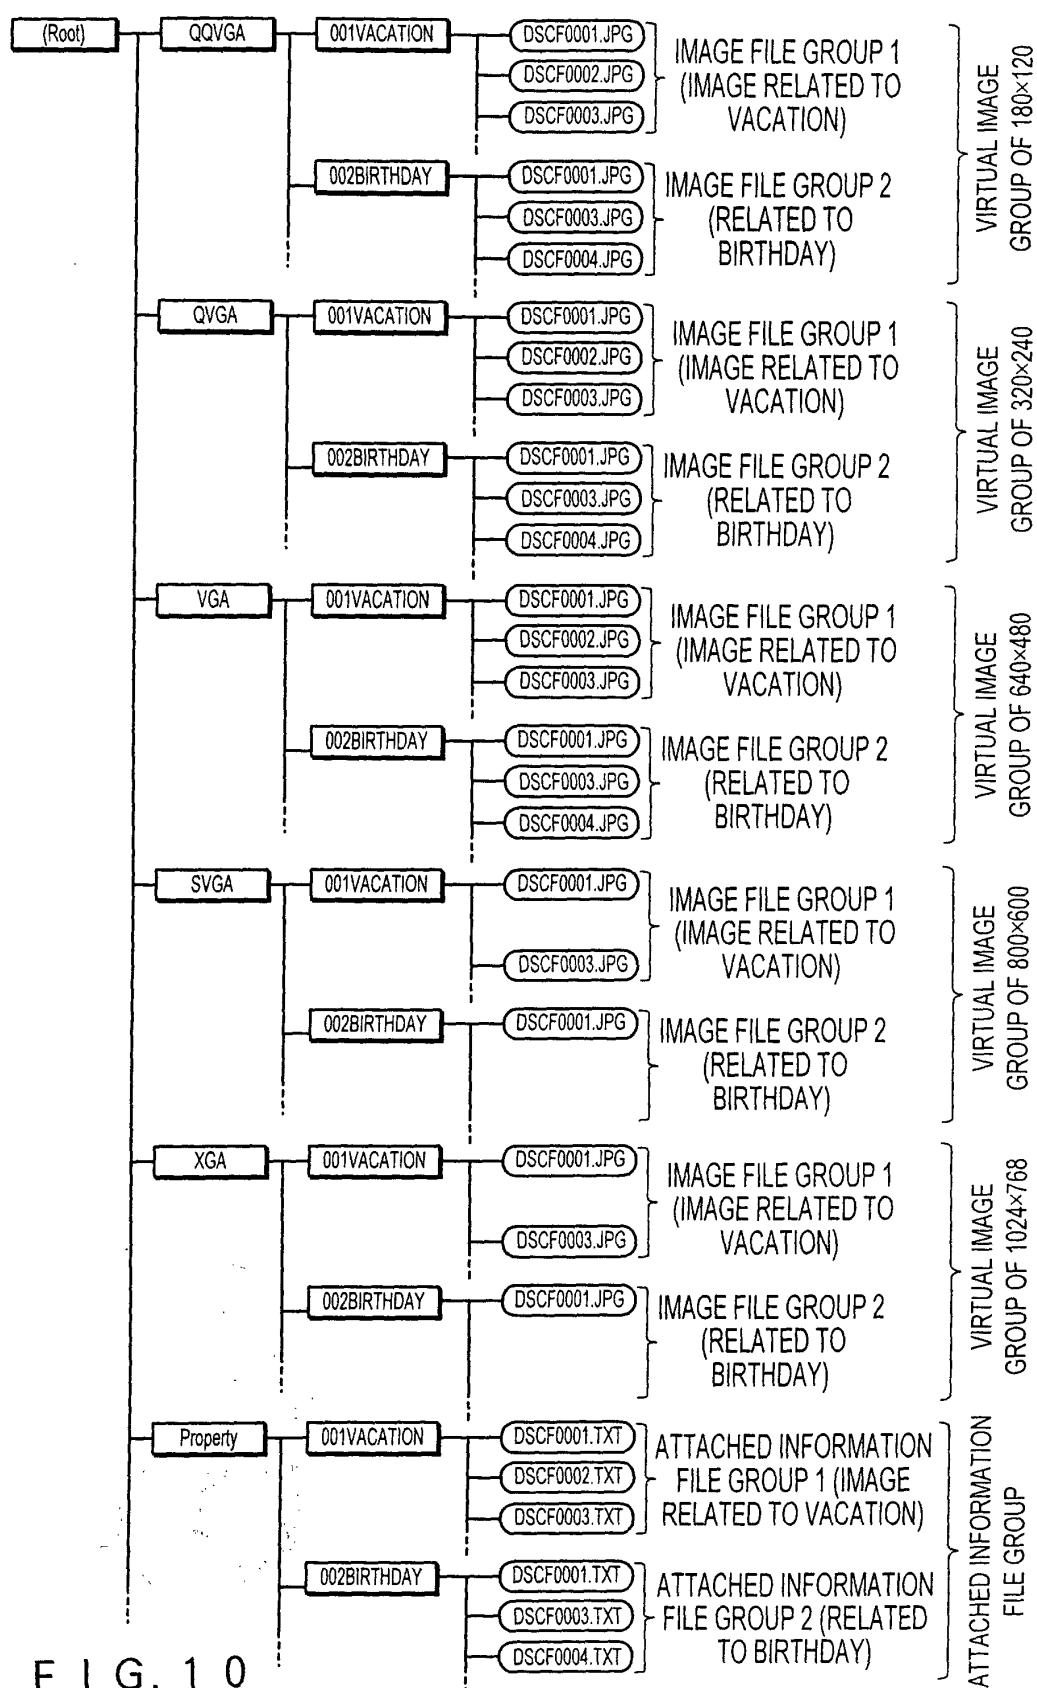 (Root)
QQVGA
001VACATION
DSCF0001.JPG
DSCF0002.JPG
DSCF0003.JPG
IMAGE FILE GROUP 1
(IMAGE RELATED TO
VACATION)
002BIRTHDAY
DSCF0001.JPG
DSCF0003.JPG
DSCF0004.JPG
IMAGE FILE GROUP 2
(RELATED TO
BIRTHDAY)
VIRTUAL IMAGE
GROUP OF 180×120
QVGA
001VACATION
DSCF0001.JPG
DSCF0002.JPG
DSCF0003.JPG
IMAGE FILE GROUP 1
(IMAGE RELATED TO
VACATION)
002BIRTHDAY
DSCF0001.JPG
DSCF0003.JPG
DSCF0004.JPG
IMAGE FILE GROUP 2
(RELATED TO
BIRTHDAY)
VIRTUAL IMAGE
GROUP OF 320×240
VGA
001VACATION
DSCF0001.JPG
DSCF0002.JPG
DSCF0003.JPG
IMAGE FILE GROUP 1
(IMAGE RELATED TO
VACATION)
002BIRTHDAY
DSCF0001.JPG
DSCF0003.JPG
DSCF0004.JPG
IMAGE FILE GROUP 2
(RELATED TO
BIRTHDAY)
VIRTUAL IMAGE
GROUP OF 640×480
SVGA
001VACATION
DSCF0001.JPG
DSCF0003.JPG
IMAGE FILE GROUP 1
(IMAGE RELATED TO
VACATION)
002BIRTHDAY
DSCF0001.JPG
IMAGE FILE GROUP 2
(RELATED TO
BIRTHDAY)
VIRTUAL IMAGE
GROUP OF 800×600
XGA
001VACATION
DSCF0001.JPG
DSCF0003.JPG
IMAGE FILE GROUP 1
(IMAGE RELATED TO
VACATION)
002BIRTHDAY
DSCF0001.JPG
IMAGE FILE GROUP 2
(RELATED TO
BIRTHDAY)
VIRTUAL IMAGE
GROUP OF 1024×768
Property
001VACATION
DSCF0001.TXT
DSCF0002.TXT
DSCF0003.TXT
ATTACHED INFORMATION
FILE GROUP 1 (IMAGE
RELATED TO VACATION)
002BIRTHDAY
DSCF0001.TXT
DSCF0003.TXT
DSCF0004.TXT
ATTACHED INFORMATION
FILE GROUP 2 (RELATED
TO BIRTHDAY)
ATTACHED INFORMATION
FILE GROUP
FIG. 10